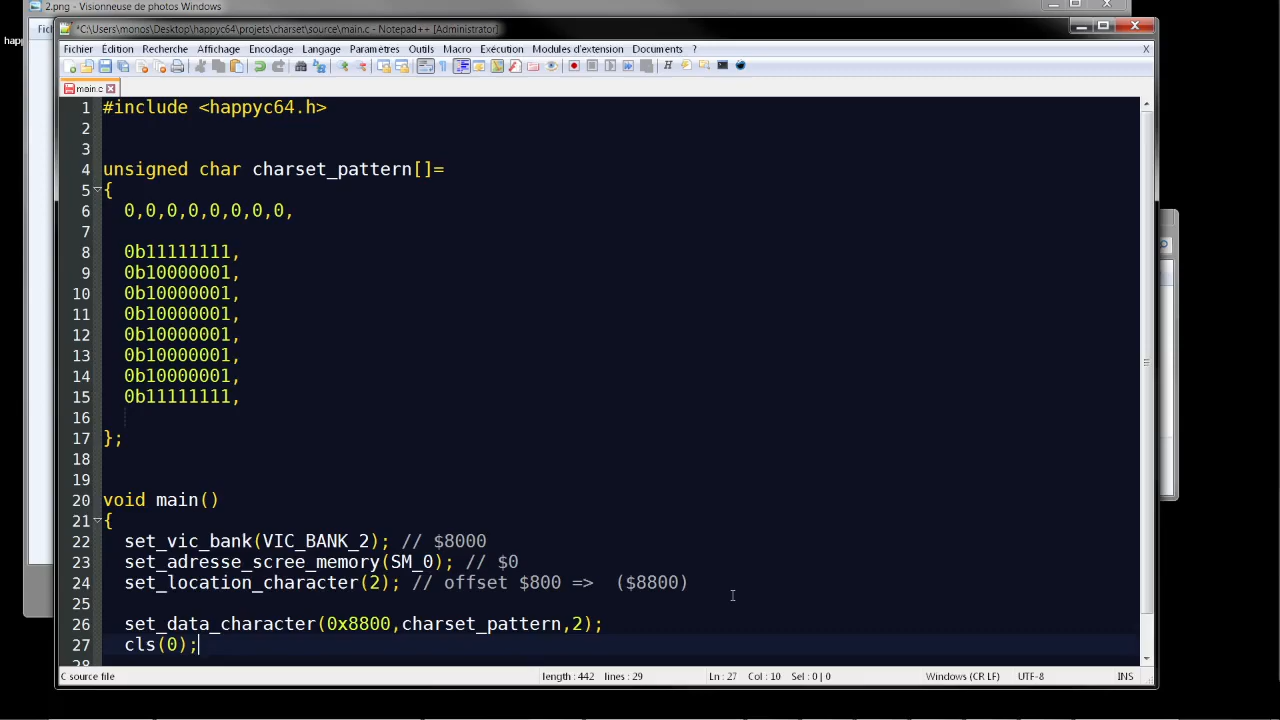 2.png - Visionneuse de photos Windows
*C:\Users\monos\Desktop\happyc64\projets\charset\source\main.c - Notepad++ [Administrator]
Fichier Édition Recherche Affichage Encodage Langage Paramètres Outils Macro Exécution Modules d'extension Documents ? X
main.c
1 #include <happyc64.h>
2
3
4 unsigned char charset_pattern[]=
5 {
6 0,0,0,0,0,0,0,0,
7
8 0b11111111,
9 0b10000001,
10 0b10000001,
11 0b10000001,
12 0b10000001,
13 0b10000001,
14 0b10000001,
15 0b11111111,
16
17 };
18
19
20 void main()
21 {
22 set_vic_bank(VIC_BANK_2); // $8000
23 set_adresse_scree_memory(SM_0); // $0
24 set_location_character(2); // offset $800 => ($8800)
25
26 set_data_character(0x8800,charset_pattern,2);
27 cls(0);
28
C source file length : 442 lines : 29 Ln : 27 Col : 10 Sel : 0 | 0 Windows (CR LF) UTF-8 INS